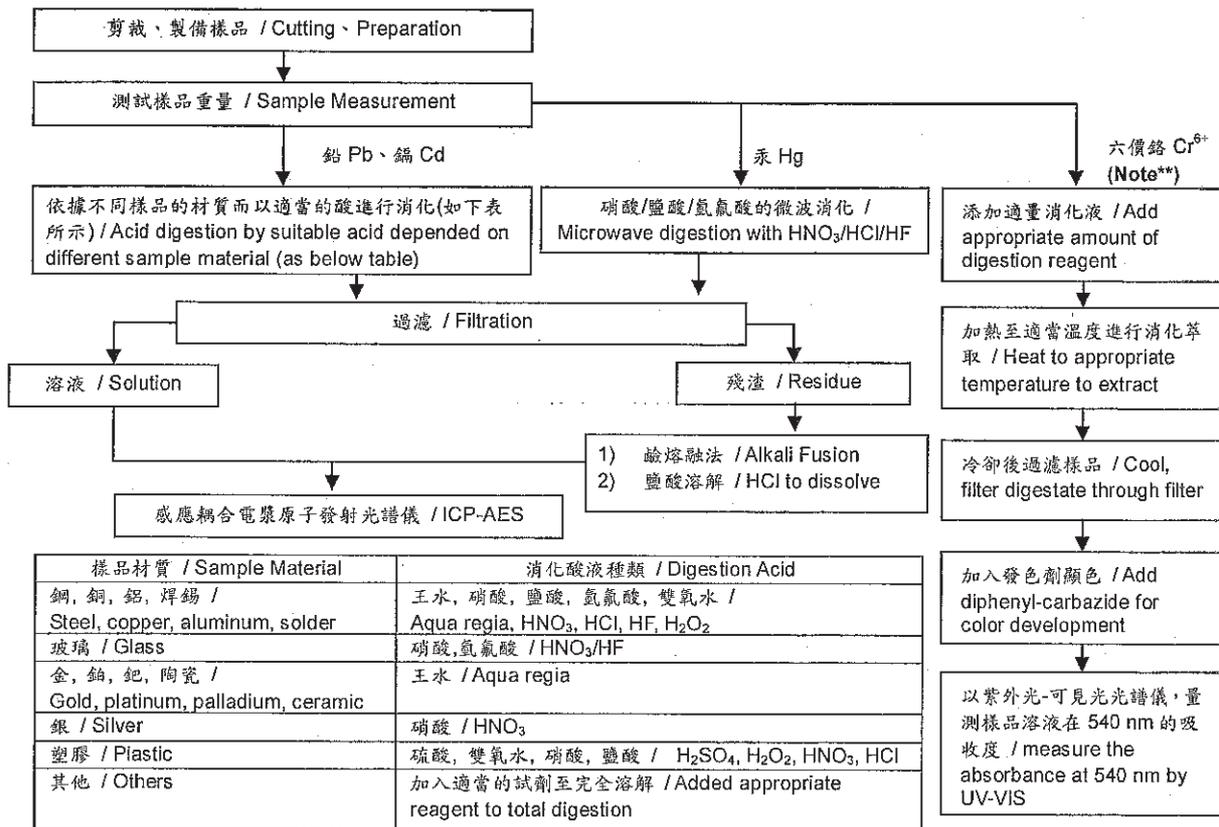 剪裁、製備樣品 / Cutting、Preparation
測試樣品重量 / Sample Measurement
鉛 Pb、鎘 Cd
汞 Hg
六價鉻 Cr⁶⁺
(Note**)
依據不同樣品的材質而以適當的酸進行消化(如下表
所示) / Acid digestion by suitable acid depended on
different sample material (as below table)
硝酸/鹽酸/氫氟酸的微波消化 /
Microwave digestion with HNO₃/HCl/HF
添加適量消化液 / Add
appropriate amount of
digestion reagent
過濾 / Filtration
加熱至適當溫度進行消化萃
取 / Heat to appropriate
temperature to extract
溶液 / Solution
殘渣 / Residue
1) 鹼熔融法 / Alkali Fusion
2) 鹽酸溶解 / HCl to dissolve
冷卻後過濾樣品 / Cool,
filter digestate through filter
感應耦合電漿原子發射光譜儀 / ICP-AES
加入發色劑顯色 / Add
diphenyl-carbazide for
color development
以紫外光-可見光光譜儀，量
測樣品溶液在 540 nm 的吸
收度 / measure the
absorbance at 540 nm by
UV-VIS
樣品材質 / Sample Material
消化酸液種類 / Digestion Acid
鋼, 銅, 鋁, 焊錫 /
Steel, copper, aluminum, solder
王水, 硝酸, 鹽酸, 氫氟酸, 雙氧水 /
Aqua regia, HNO₃, HCl, HF, H₂O₂
玻璃 / Glass
硝酸,氫氟酸 / HNO₃/HF
金, 鉑, 鈀, 陶瓷 /
Gold, platinum, palladium, ceramic
王水 / Aqua regia
銀 / Silver
硝酸 / HNO₃
塑膠 / Plastic
硫酸, 雙氧水, 硝酸, 鹽酸 / H₂SO₄, H₂O₂, HNO₃, HCl
其他 / Others
加入適當的試劑至完全溶解 / Added appropriate
reagent to total digestion